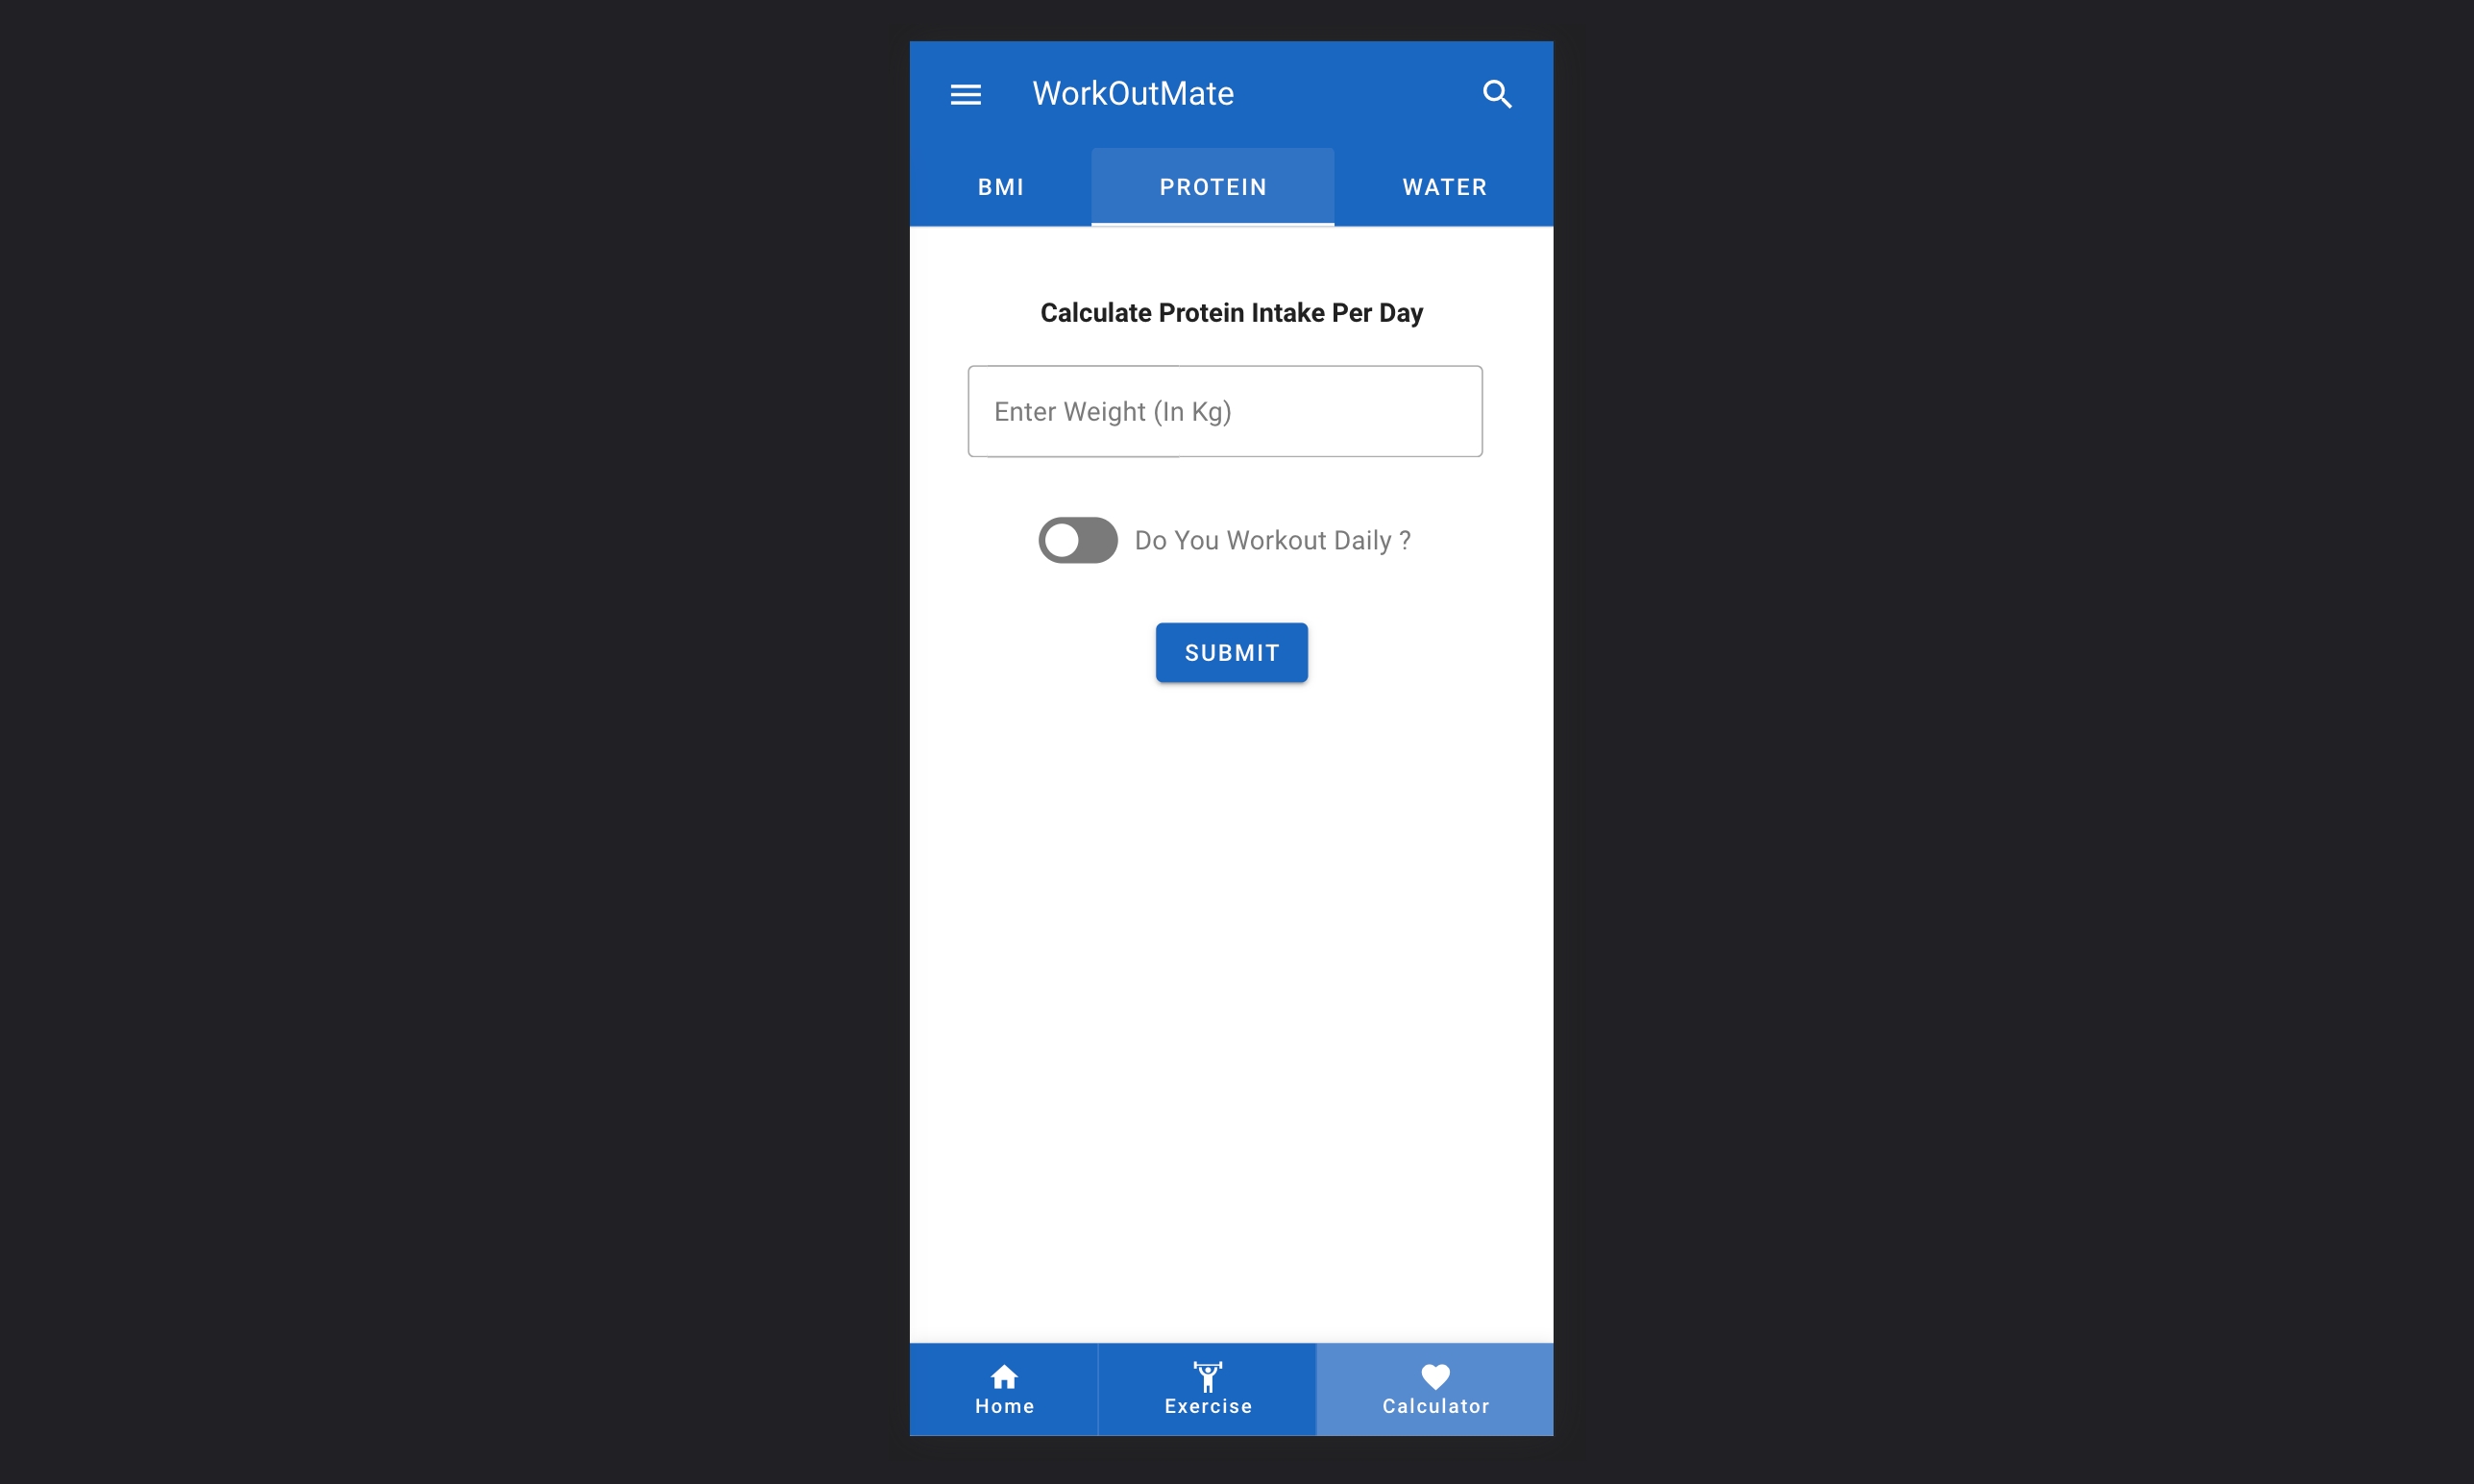 WorkOutMate
BMI PROTEIN WATER
Calculate Protein Intake Per Day
Enter Weight (In Kg)
Do You Workout Daily ?
SUBMIT
Home Exercise Calculator